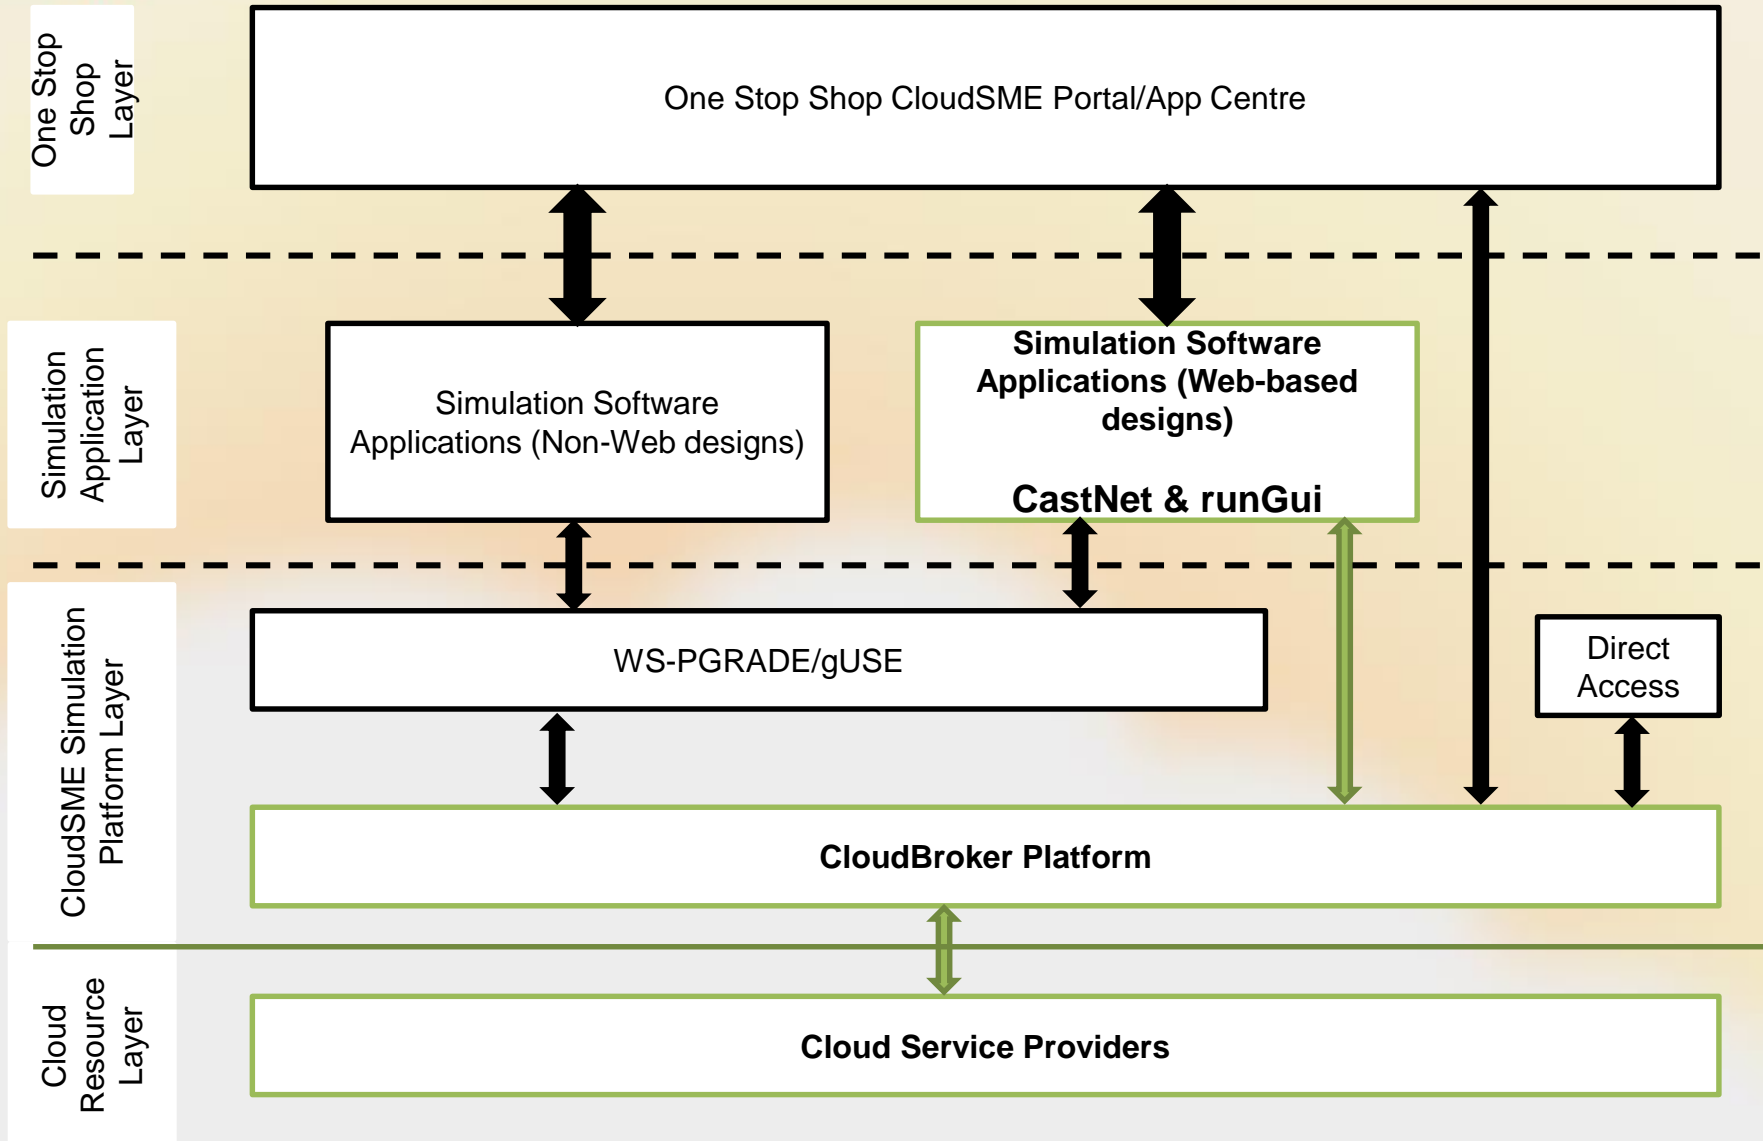 One Stop
Shop
Layer
One Stop Shop CloudSME Portal/App Centre
Simulation
Application
Layer
Simulation Software
Applications (Non-Web designs)
Simulation Software
Applications (Web-based
designs)
CastNet & runGui
CloudSME Simulation
Platform Layer
WS-PGRADE/gUSE
Direct
Access
CloudBroker Platform
Cloud
Resource
Layer
Cloud Service Providers